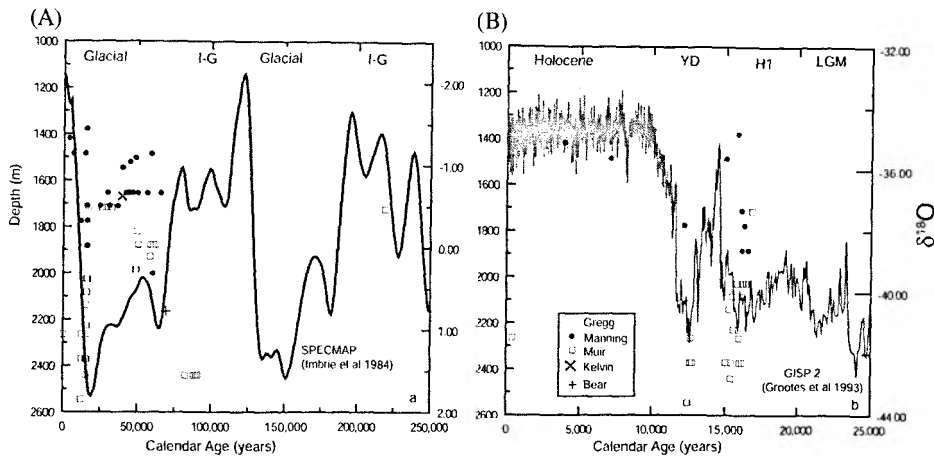 (A)
Glacial I-G Glacial I-G
1000
1200
1400
1600
1800
2000
2200
2400
2600
Depth (m)
-2.00
-1.00
0.00
1.00
2.00
SPECMAP
(Imbrie et al 1984)
a
0 50,000 100,000 150,000 200,000 250,000
Calendar Age (years)
(B)
Holocene YD H1 LGM
1000
1200
1400
1600
1800
2000
2200
2400
2600
-32.00
-36.00
-40.00
-44.00
δ18O
Gregg
Manning
Muir
Kelvin
Bear
GISP 2
(Grootes et al 1993)
b
0 5,000 10,000 15,000 20,000 25,000
Calendar Age (years)